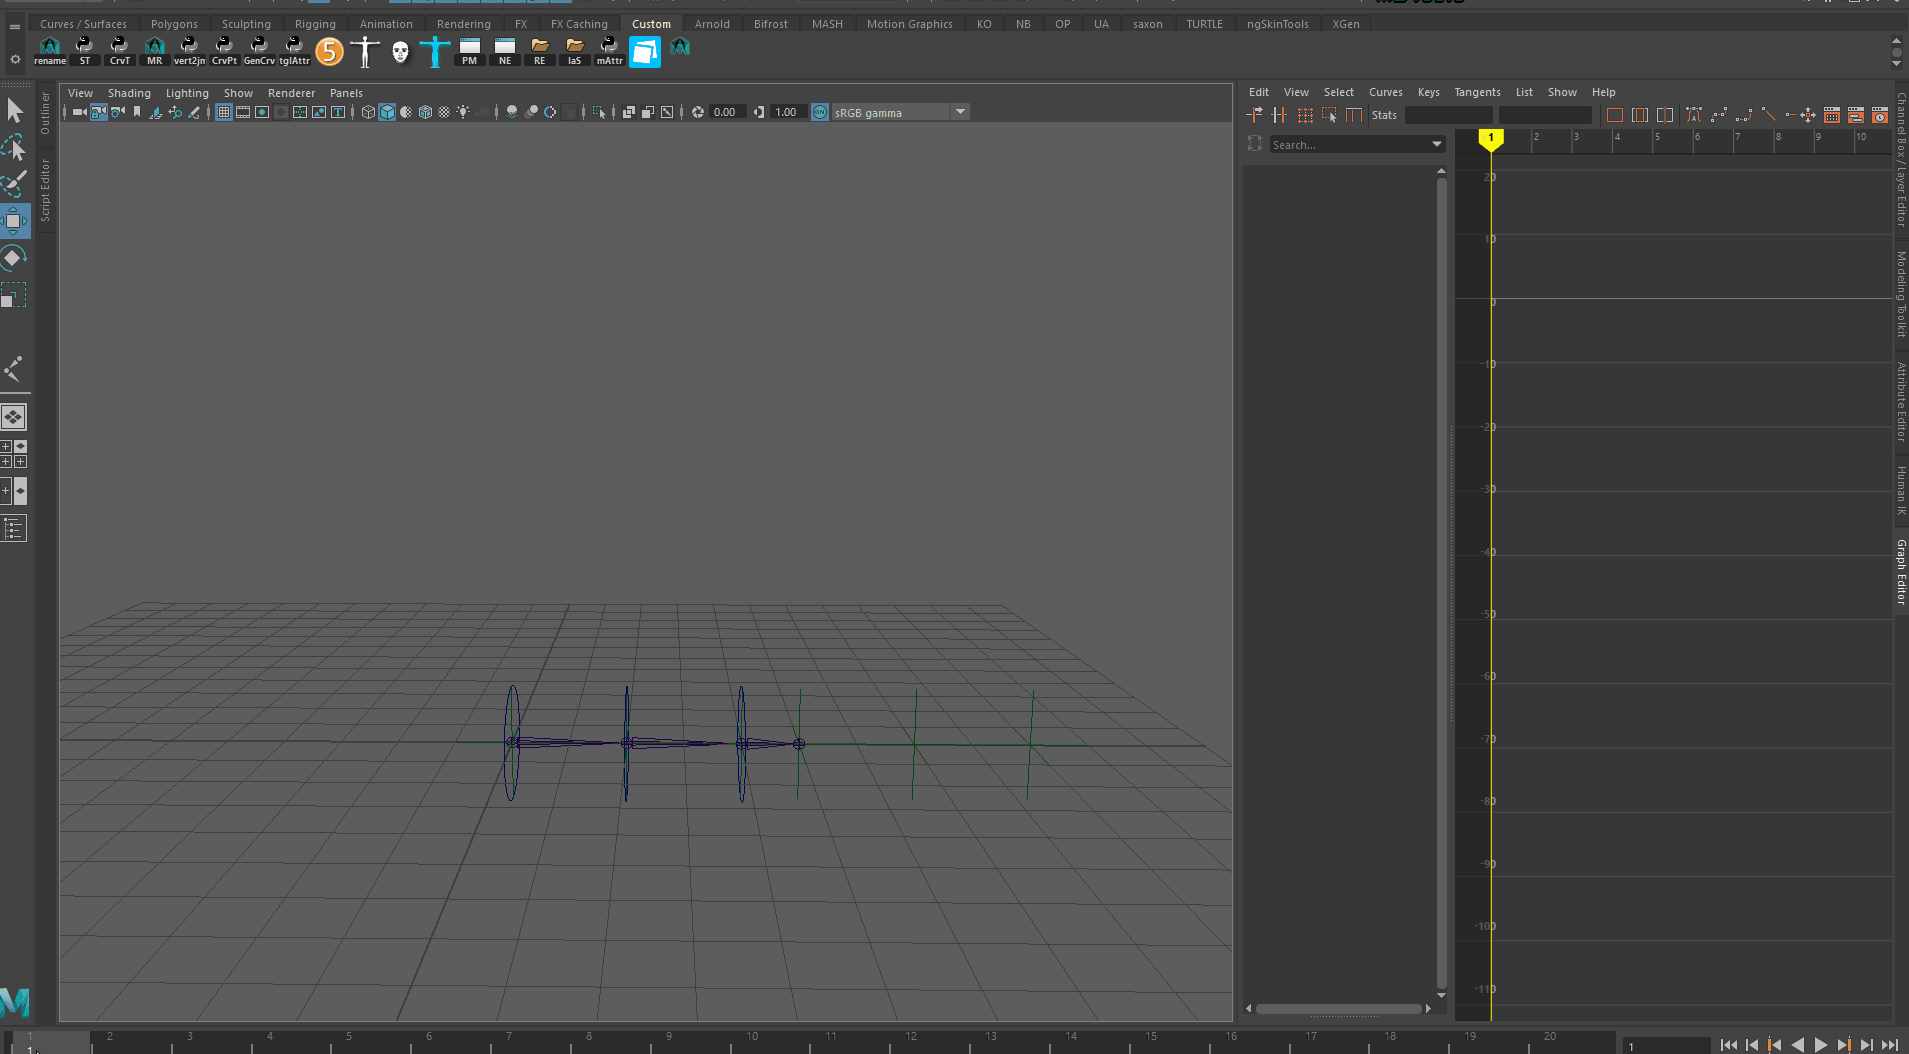 Curves / Surfaces Polygons Sculpting Rigging Animation Rendering FX FX Caching Custom Arnold Bifrost MASH Motion Graphics KO NB OP UA saxon TURTLE ngSkinTools XGen
5
rename ST CrvT MR vert2jn CrvPt GenCrv tglAttr PM NE RE IaS mAttr
View Shading Lighting Show Renderer Panels
0.00 1.00 ON sRGB gamma
Outliner
Script Editor
Edit View Select Curves Keys Tangents List Show Help
Stats
Search...
1 2 3 4 5 6 7 8 9 10
20
10
0
-10
-20
-30
-40
-50
-60
-70
-80
-90
-100
-110
Channel Box / Layer Editor
Modeling Toolkit
Attribute Editor
Human IK
Graph Editor
M
1 2 3 4 5 6 7 8 9 10 11 12 13 14 15 16 17 18 19 20
1
1